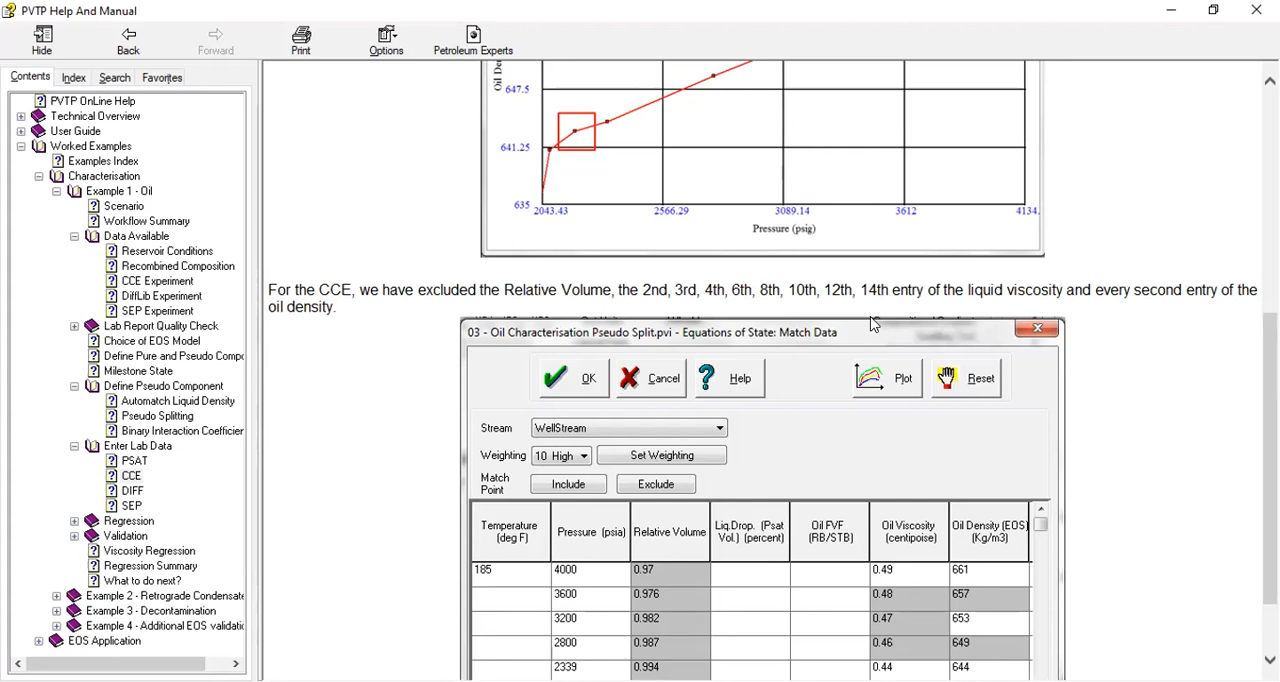 PVTP Help And Manual
Hide Back Forward Print Options Petroleum Experts
Contents Index Search Favorites
PVTP OnLine Help
Technical Overview
User Guide
Worked Examples
Examples Index
Characterisation
Example 1 - Oil
Scenario
Workflow Summary
Data Available
Reservoir Conditions
Recombined Composition
CCE Experiment
DiffLib Experiment
SEP Experiment
Lab Report Quality Check
Choice of EOS Model
Define Pure and Pseudo Compo
Milestone State
Define Pseudo Component
Automatch Liquid Density
Pseudo Splitting
Binary Interaction Coefficier
Enter Lab Data
PSAT
CCE
DIFF
SEP
Regression
Validation
Viscosity Regression
Regression Summary
What to do next?
Example 2 - Retrograde Condensate
Example 3 - Decontamination
Example 4 - Additional EOS validatio
EOS Application
Oil De
647.5
641.25
635
2043.43 2566.29 3089.14 3612 4134.
Pressure (psig)
For the CCE, we have excluded the Relative Volume, the 2nd, 3rd, 4th, 6th, 8th, 10th, 12th, 14th entry of the liquid viscosity and every second entry of the
oil density.
03 - Oil Characterisation Pseudo Split.pvi - Equations of State: Match Data
OK Cancel Help Plot Reset
Stream WellStream
Weighting 10 High Set Weighting
Match
Point Include Exclude
Temperature Pressure (psia) Relative Volume Liq.Drop. (Psat Oil FVF Oil Viscosity Oil Density (EOS)
(deg F) Vol.) (percent) (RB/STB) (centipoise) (Kg/m3)
185 4000 0.97 0.49 661
3600 0.976 0.48 657
3200 0.982 0.47 653
2800 0.987 0.46 649
2339 0.994 0.44 644